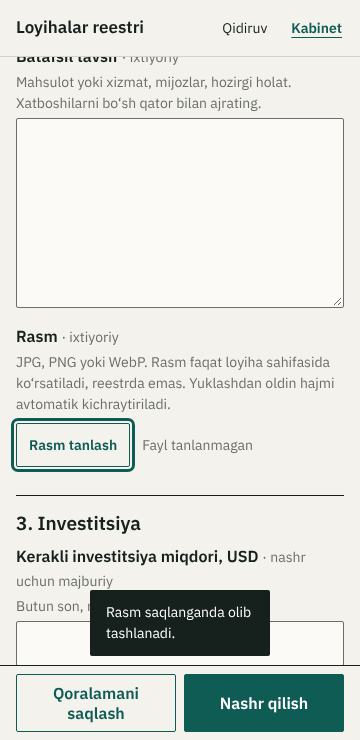 Loyihalar reestri
Qidiruv
Kabinet
Batafsil tavsif · ixtiyoriy
Mahsulot yoki xizmat, mijozlar, hozirgi holat.
Xatboshilarni bo‘sh qator bilan ajrating.
Rasm · ixtiyoriy
JPG, PNG yoki WebP. Rasm faqat loyiha sahifasida
ko‘rsatiladi, reestrda emas. Yuklashdan oldin hajmi
avtomatik kichraytiriladi.
Rasm tanlash
Fayl tanlanmagan
3. Investitsiya
Kerakli investitsiya miqdori, USD · nashr
uchun majburiy
Butun son,
Rasm saqlanganda olib
tashlanadi.
Qoralamani
saqlash
Nashr qilish